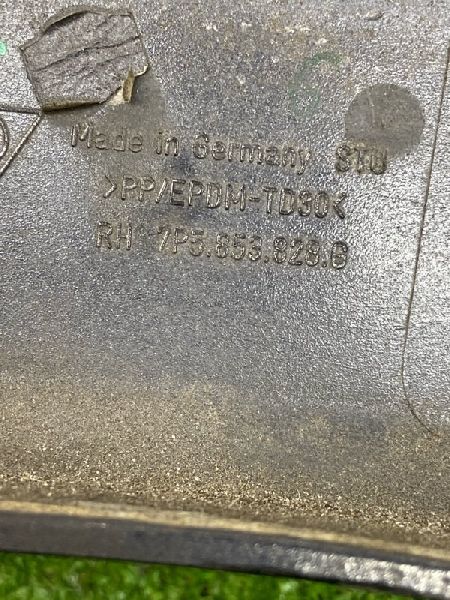 Made in Germany STU
>PP/EPDM-TD30<
RH 7P5.853.828.B